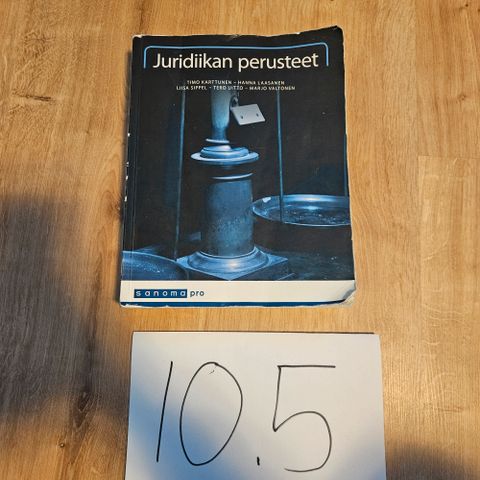 Juridiikan perusteet
TIMO KARTTUNEN – HANNA LAASANEN
LIISA SIPPEL – TERO UITTO – MARJO VALTONEN
sanoma pro
10.5